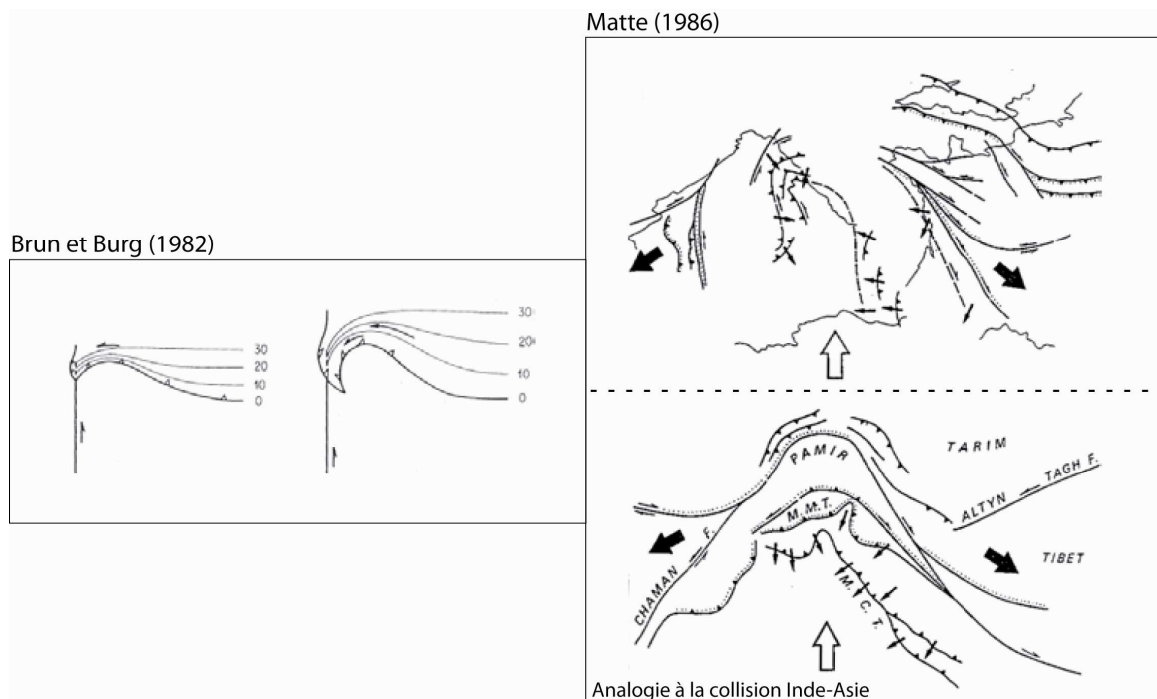 Matte (1986)
Brun et Burg (1982)
30
20
10
0
30
20
10
0
PAMIR
TARIM
ALTYN TAGH F.
M.M.T.
CHAMAN F.
TIBET
M.C.T.
Analogie à la collision Inde-Asie